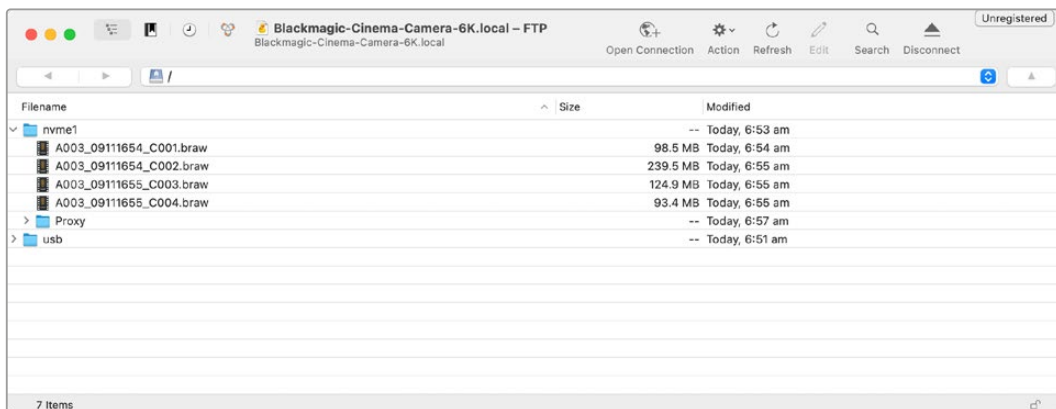 Blackmagic-Cinema-Camera-6K.local – FTP
Blackmagic-Cinema-Camera-6K.local
Open Connection Action Refresh Edit Search Disconnect
Unregistered
/
Filename Size Modified
nvme1 -- Today, 6:53 am
A003_09111654_C001.braw 98.5 MB Today, 6:54 am
A003_09111654_C002.braw 239.5 MB Today, 6:55 am
A003_09111655_C003.braw 124.9 MB Today, 6:55 am
A003_09111655_C004.braw 93.4 MB Today, 6:55 am
Proxy -- Today, 6:57 am
usb -- Today, 6:51 am
7 Items